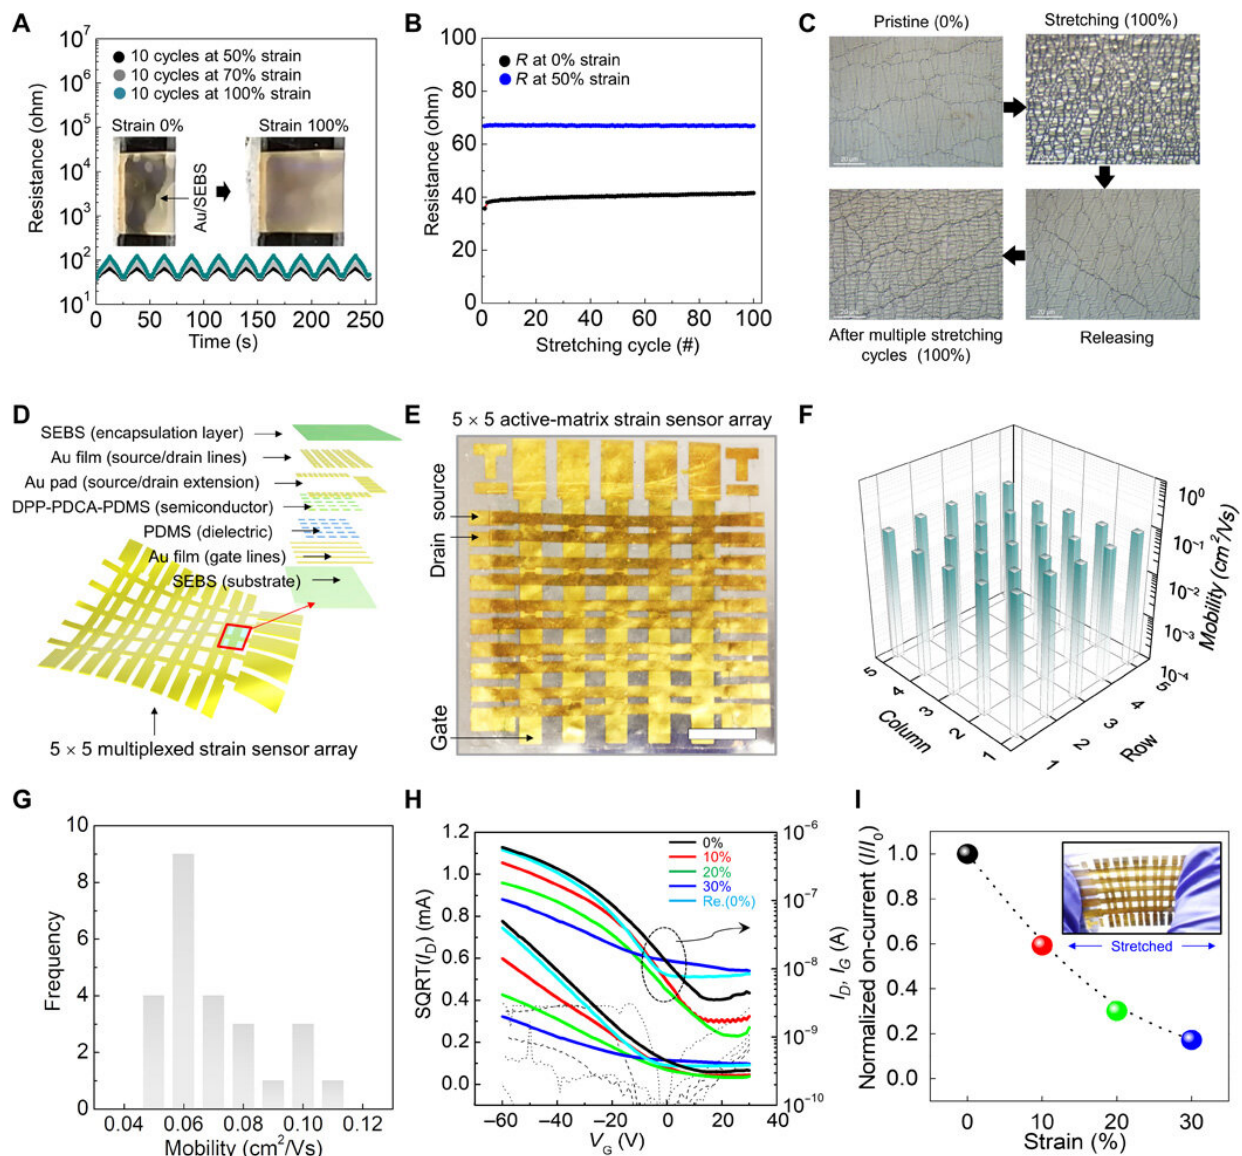 A
10⁷
10⁶
10⁵
10⁴
10³
10²
10¹
Resistance (ohm)
10 cycles at 50% strain
10 cycles at 70% strain
10 cycles at 100% strain
Strain 0%
Strain 100%
Au/SEBS
0 50 100 150 200 250
Time (s)
B
100
80
60
40
20
0
Resistance (ohm)
R at 0% strain
R at 50% strain
0 20 40 60 80 100
Stretching cycle (#)
C
Pristine (0%)
Stretching (100%)
After multiple stretching
cycles (100%)
Releasing
D
SEBS (encapsulation layer)
Au film (source/drain lines)
Au pad (source/drain extension)
DPP-PDCA-PDMS (semiconductor)
PDMS (dielectric)
Au film (gate lines)
SEBS (substrate)
5 × 5 multiplexed strain sensor array
E
5 × 5 active-matrix strain sensor array
Drain source
Gate
F
10⁰
10⁻¹
10⁻²
10⁻³
10⁻⁴
Mobility (cm²/Vs)
5 4 3 2 1
Column
1 2 3 4 5
Row
G
10
8
6
4
2
0
Frequency
0.04 0.06 0.08 0.10 0.12
Mobility (cm²/Vs)
H
1.2
1.0
0.8
0.6
0.4
0.2
0.0
SQRT(I_D) (mA)
0%
10%
20%
30%
Re.(0%)
10⁻⁶
10⁻⁷
10⁻⁸
10⁻⁹
10⁻¹⁰
I_D, I_G (A)
−60 −40 −20 0 20 40
V_G (V)
I
1.0
0.8
0.6
0.4
0.2
0.0
Normalized on-current (I/I₀)
Stretched
0 10 20 30
Strain (%)